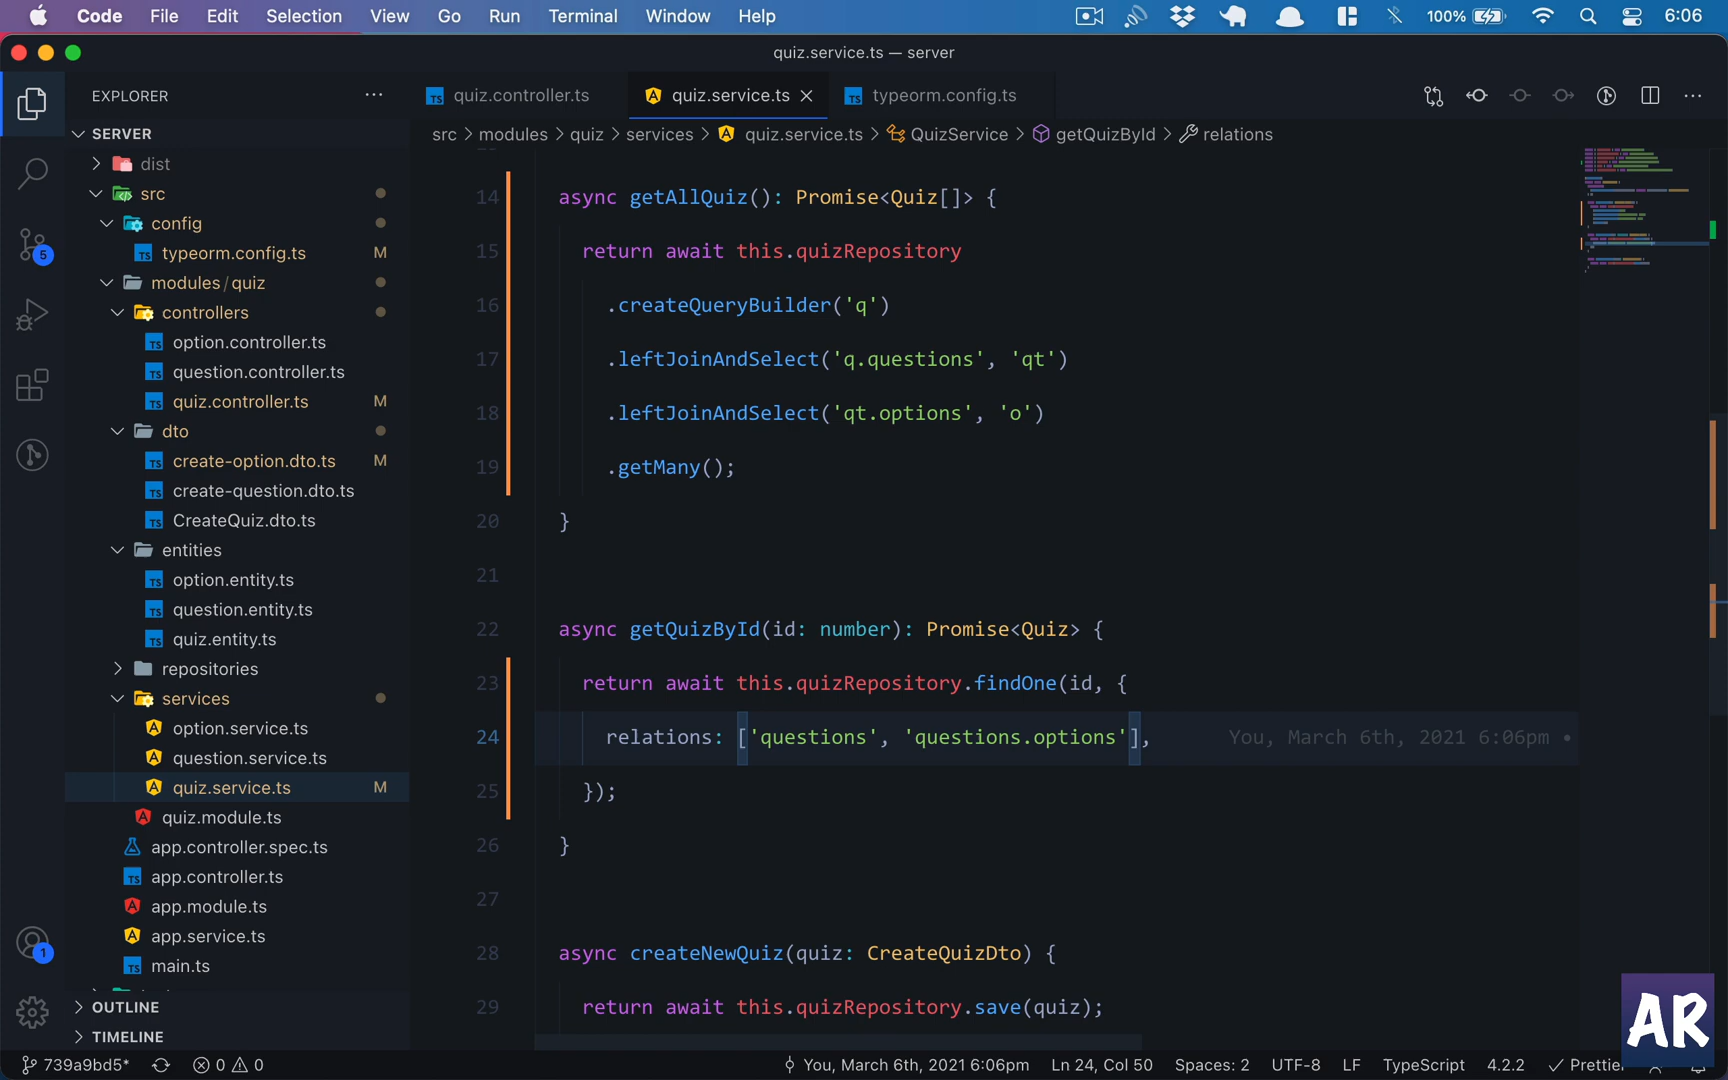 Code File Edit Selection View Go Run Terminal Window Help 100% 6:06
quiz.service.ts — server
EXPLORER ···
quiz.controller.ts quiz.service.ts typeorm.config.ts ···
SERVER
src > modules > quiz > services > quiz.service.ts > QuizService > getQuizById > relations
dist
src
config
typeorm.config.ts M
modules/quiz
controllers
option.controller.ts
question.controller.ts
quiz.controller.ts M
dto
create-option.dto.ts M
create-question.dto.ts
CreateQuiz.dto.ts
entities
option.entity.ts
question.entity.ts
quiz.entity.ts
repositories
services
option.service.ts
question.service.ts
quiz.service.ts M
quiz.module.ts
app.controller.spec.ts
app.controller.ts
app.module.ts
app.service.ts
main.ts
OUTLINE
TIMELINE
5
1
14 async getAllQuiz(): Promise<Quiz[]> {
15 return await this.quizRepository
16 .createQueryBuilder('q')
17 .leftJoinAndSelect('q.questions', 'qt')
18 .leftJoinAndSelect('qt.options', 'o')
19 .getMany();
20 }
21
22 async getQuizById(id: number): Promise<Quiz> {
23 return await this.quizRepository.findOne(id, {
24 relations: ['questions', 'questions.options'], You, March 6th, 2021 6:06pm •
25 });
26 }
27
28 async createNewQuiz(quiz: CreateQuizDto) {
29 return await this.quizRepository.save(quiz);
AR
739a9bd5* 0 0 You, March 6th, 2021 6:06pm Ln 24, Col 50 Spaces: 2 UTF-8 LF TypeScript 4.2.2